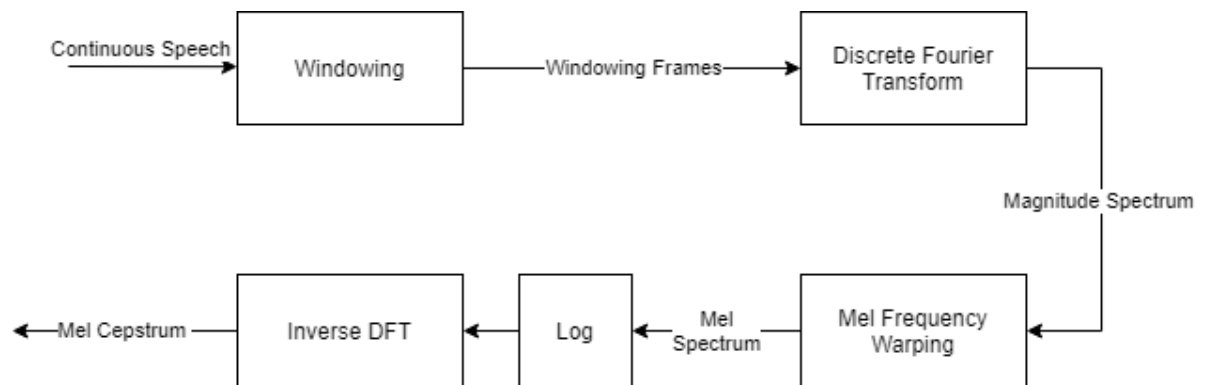 Continuous Speech
Windowing
Windowing Frames
Discrete Fourier
Transform
Magnitude Spectrum
Mel Frequency
Warping
Mel
Spectrum
Log
Inverse DFT
Mel Cepstrum